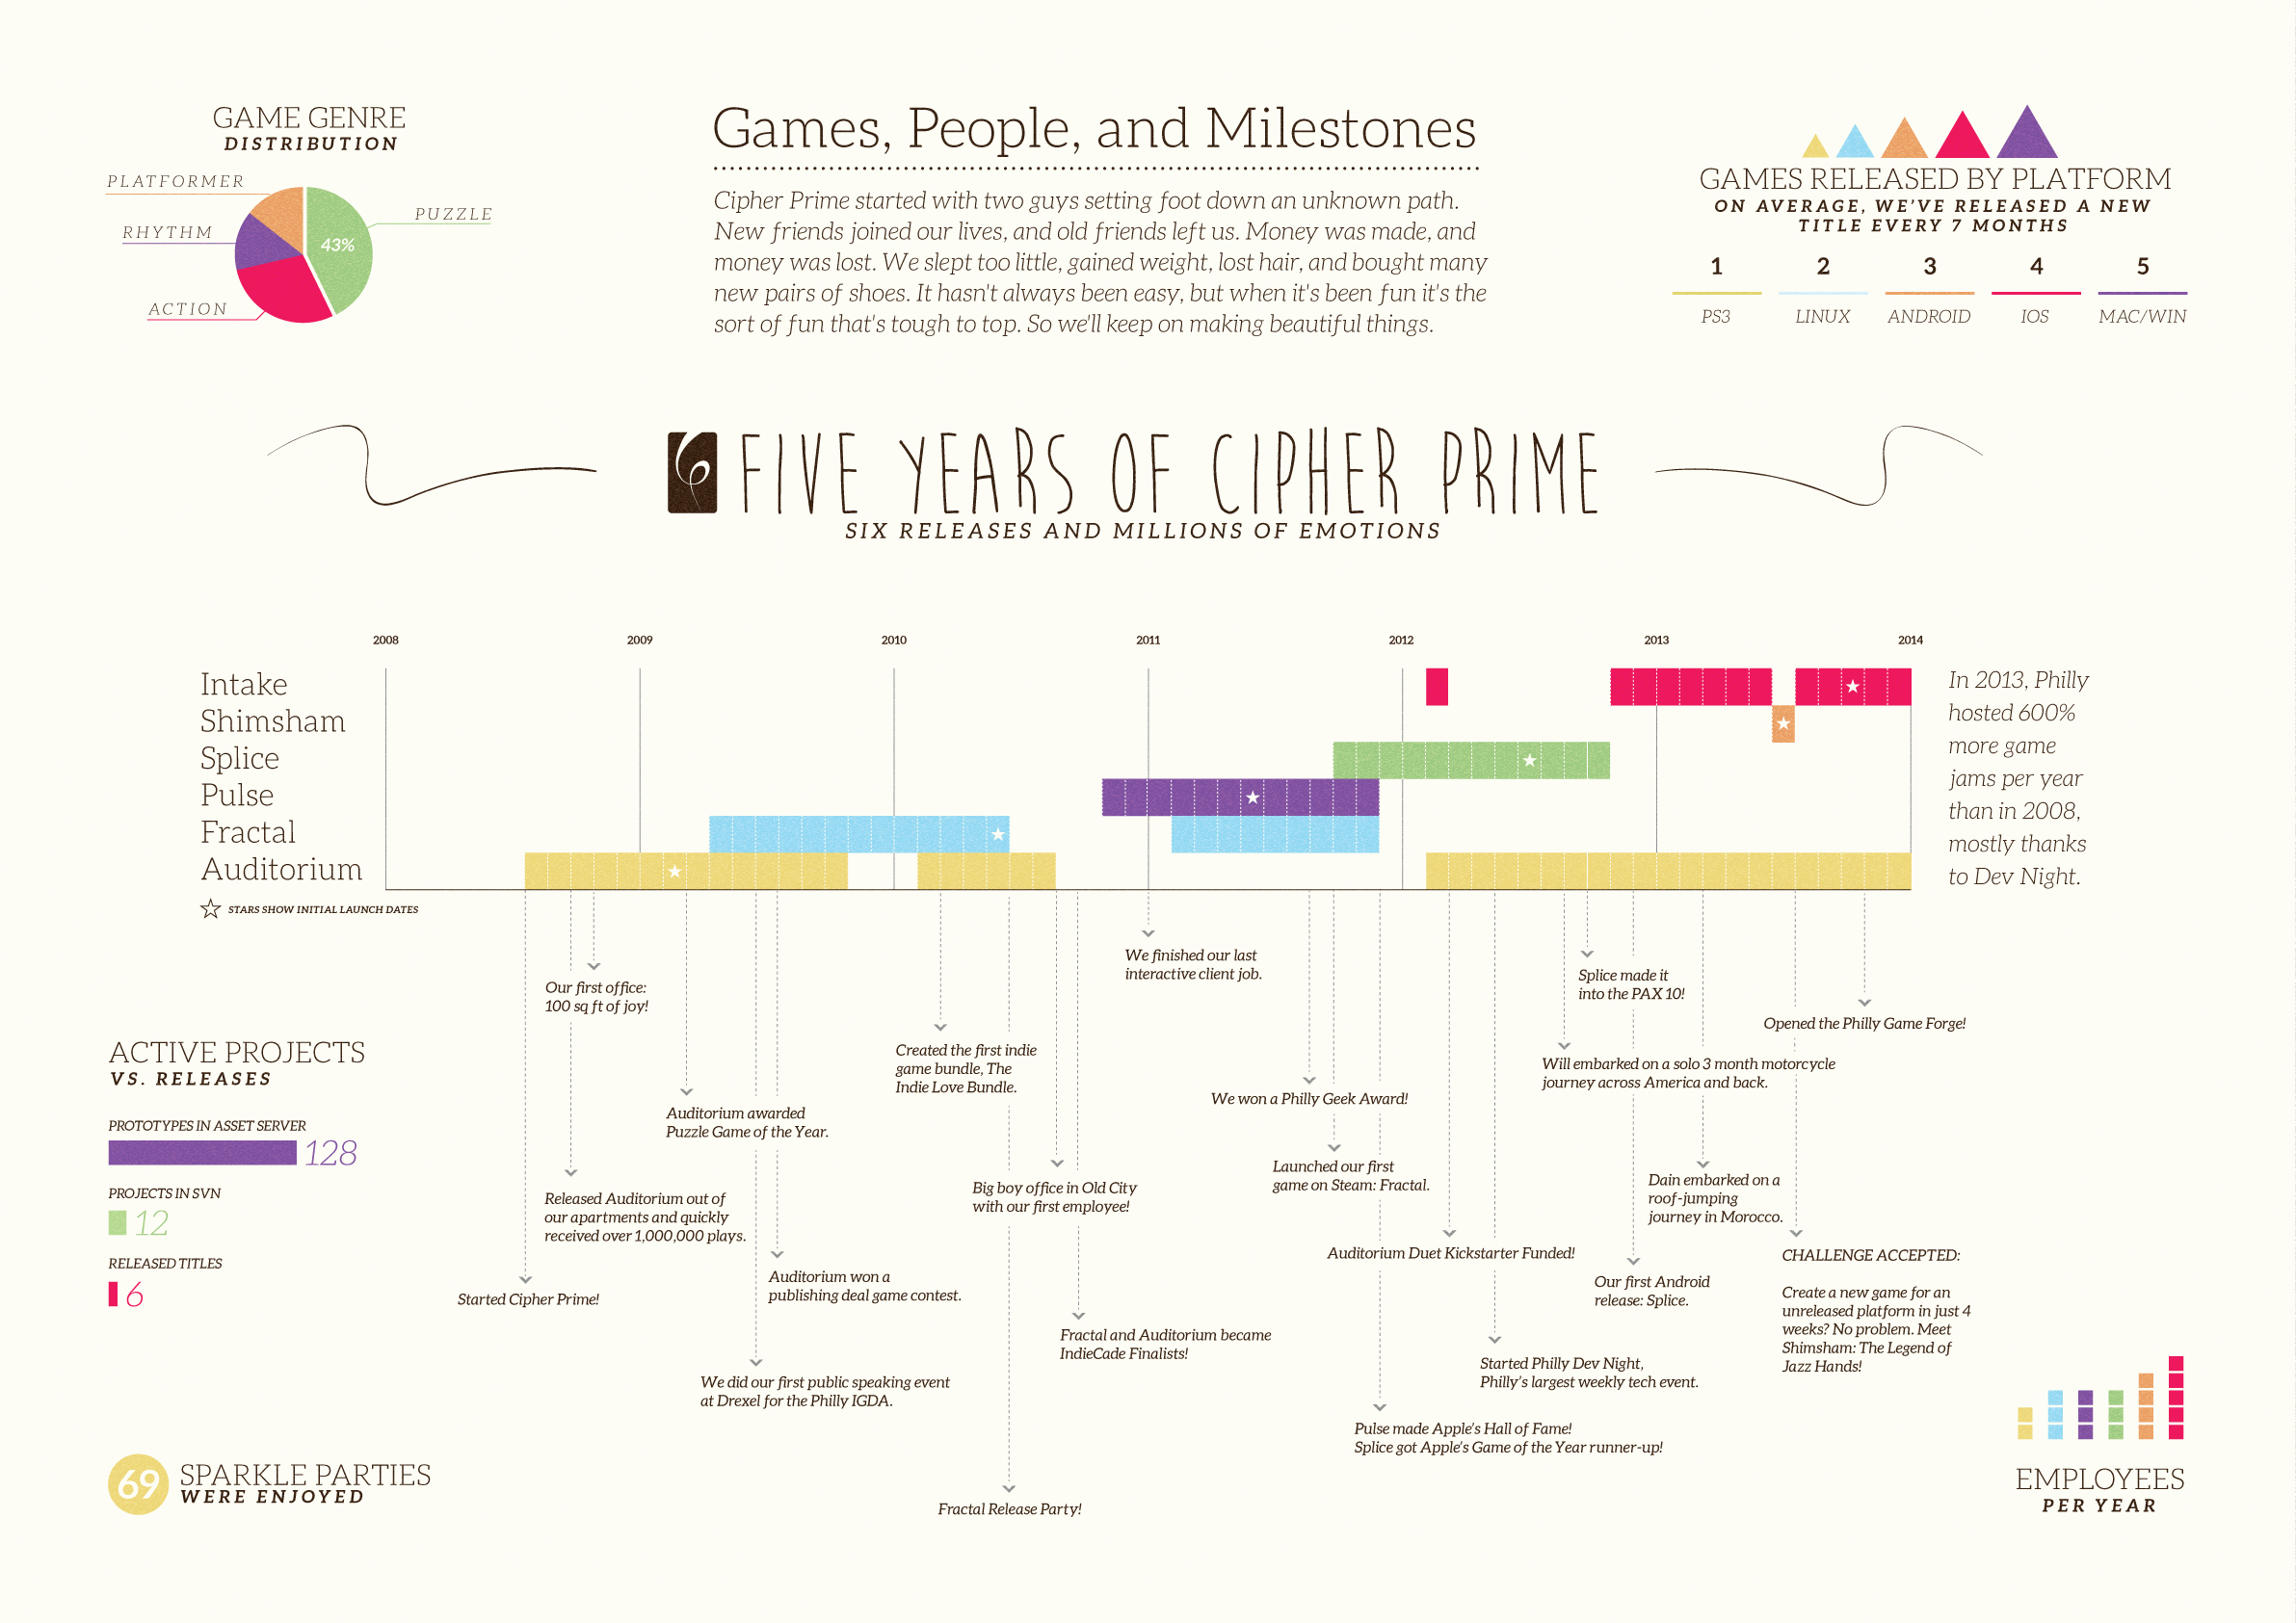 GAME GENRE
DISTRIBUTION
PLATFORMER
RHYTHM
ACTION
PUZZLE
43%
Games, People, and Milestones
Cipher Prime started with two guys setting foot down an unknown path.
New friends joined our lives, and old friends left us. Money was made, and
money was lost. We slept too little, gained weight, lost hair, and bought many
new pairs of shoes. It hasn't always been easy, but when it's been fun it's the
sort of fun that's tough to top. So we'll keep on making beautiful things.
GAMES RELEASED BY PLATFORM
ON AVERAGE, WE'VE RELEASED A NEW
TITLE EVERY 7 MONTHS
1 2 3 4 5
PS3 LINUX ANDROID IOS MAC/WIN
FIVE YEARS OF CIPHER PRIME
SIX RELEASES AND MILLIONS OF EMOTIONS
2008 2009 2010 2011 2012 2013 2014
Intake
Shimsham
Splice
Pulse
Fractal
Auditorium
STARS SHOW INITIAL LAUNCH DATES
In 2013, Philly
hosted 600%
more game
jams per year
than in 2008,
mostly thanks
to Dev Night.
Our first office:
100 sq ft of joy!
Released Auditorium out of
our apartments and quickly
received over 1,000,000 plays.
Started Cipher Prime!
Auditorium awarded
Puzzle Game of the Year.
Auditorium won a
publishing deal game contest.
We did our first public speaking event
at Drexel for the Philly IGDA.
Created the first indie
game bundle, The
Indie Love Bundle.
Big boy office in Old City
with our first employee!
Fractal and Auditorium became
IndieCade Finalists!
Fractal Release Party!
We finished our last
interactive client job.
We won a Philly Geek Award!
Launched our first
game on Steam: Fractal.
Auditorium Duet Kickstarter Funded!
Started Philly Dev Night,
Philly's largest weekly tech event.
Pulse made Apple's Hall of Fame!
Splice got Apple's Game of the Year runner-up!
Splice made it
into the PAX 10!
Will embarked on a solo 3 month motorcycle
journey across America and back.
Our first Android
release: Splice.
Dain embarked on a
roof-jumping
journey in Morocco.
Opened the Philly Game Forge!
CHALLENGE ACCEPTED:
Create a new game for an
unreleased platform in just 4
weeks? No problem. Meet
Shimsham: The Legend of
Jazz Hands!
ACTIVE PROJECTS
VS. RELEASES
PROTOTYPES IN ASSET SERVER
128
PROJECTS IN SVN
12
RELEASED TITLES
6
69 SPARKLE PARTIES
WERE ENJOYED
EMPLOYEES
PER YEAR